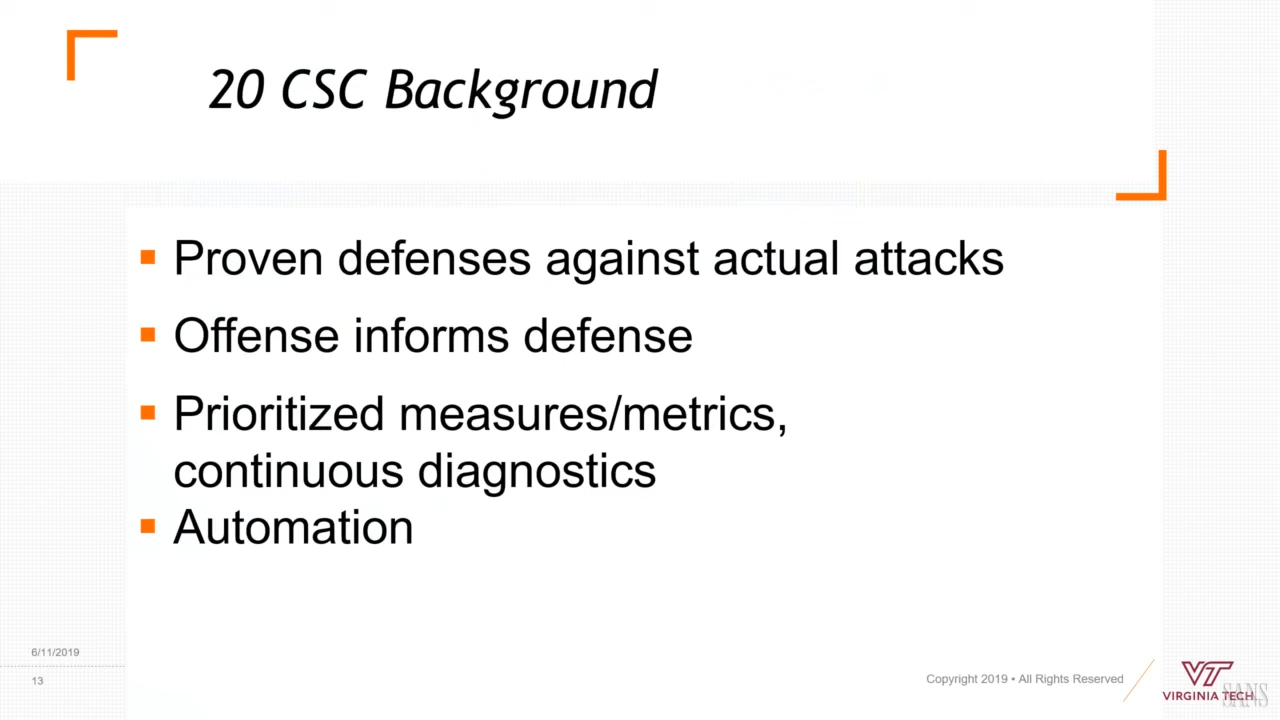 20 CSC Background
Proven defenses against actual attacks
Offense informs defense
Prioritized measures/metrics,
continuous diagnostics
Automation
6/11/2019
13
Copyright 2019 • All Rights Reserved
VT
VIRGINIA TECH
SANS